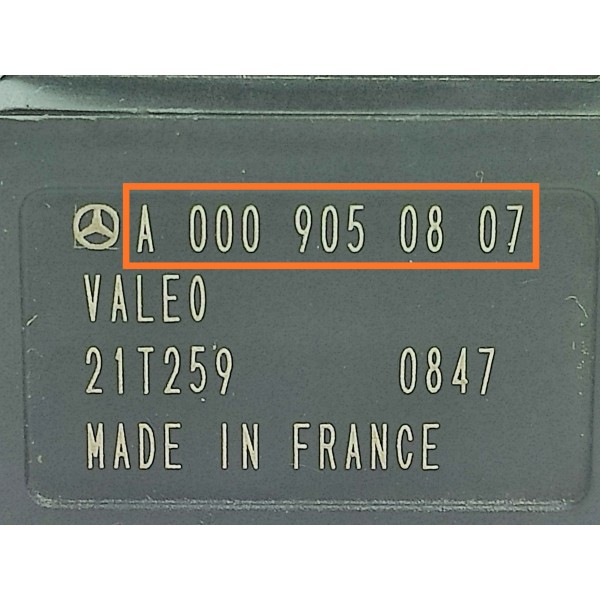 A 000 905 08 07
VALEO
21T259 0847
MADE IN FRANCE